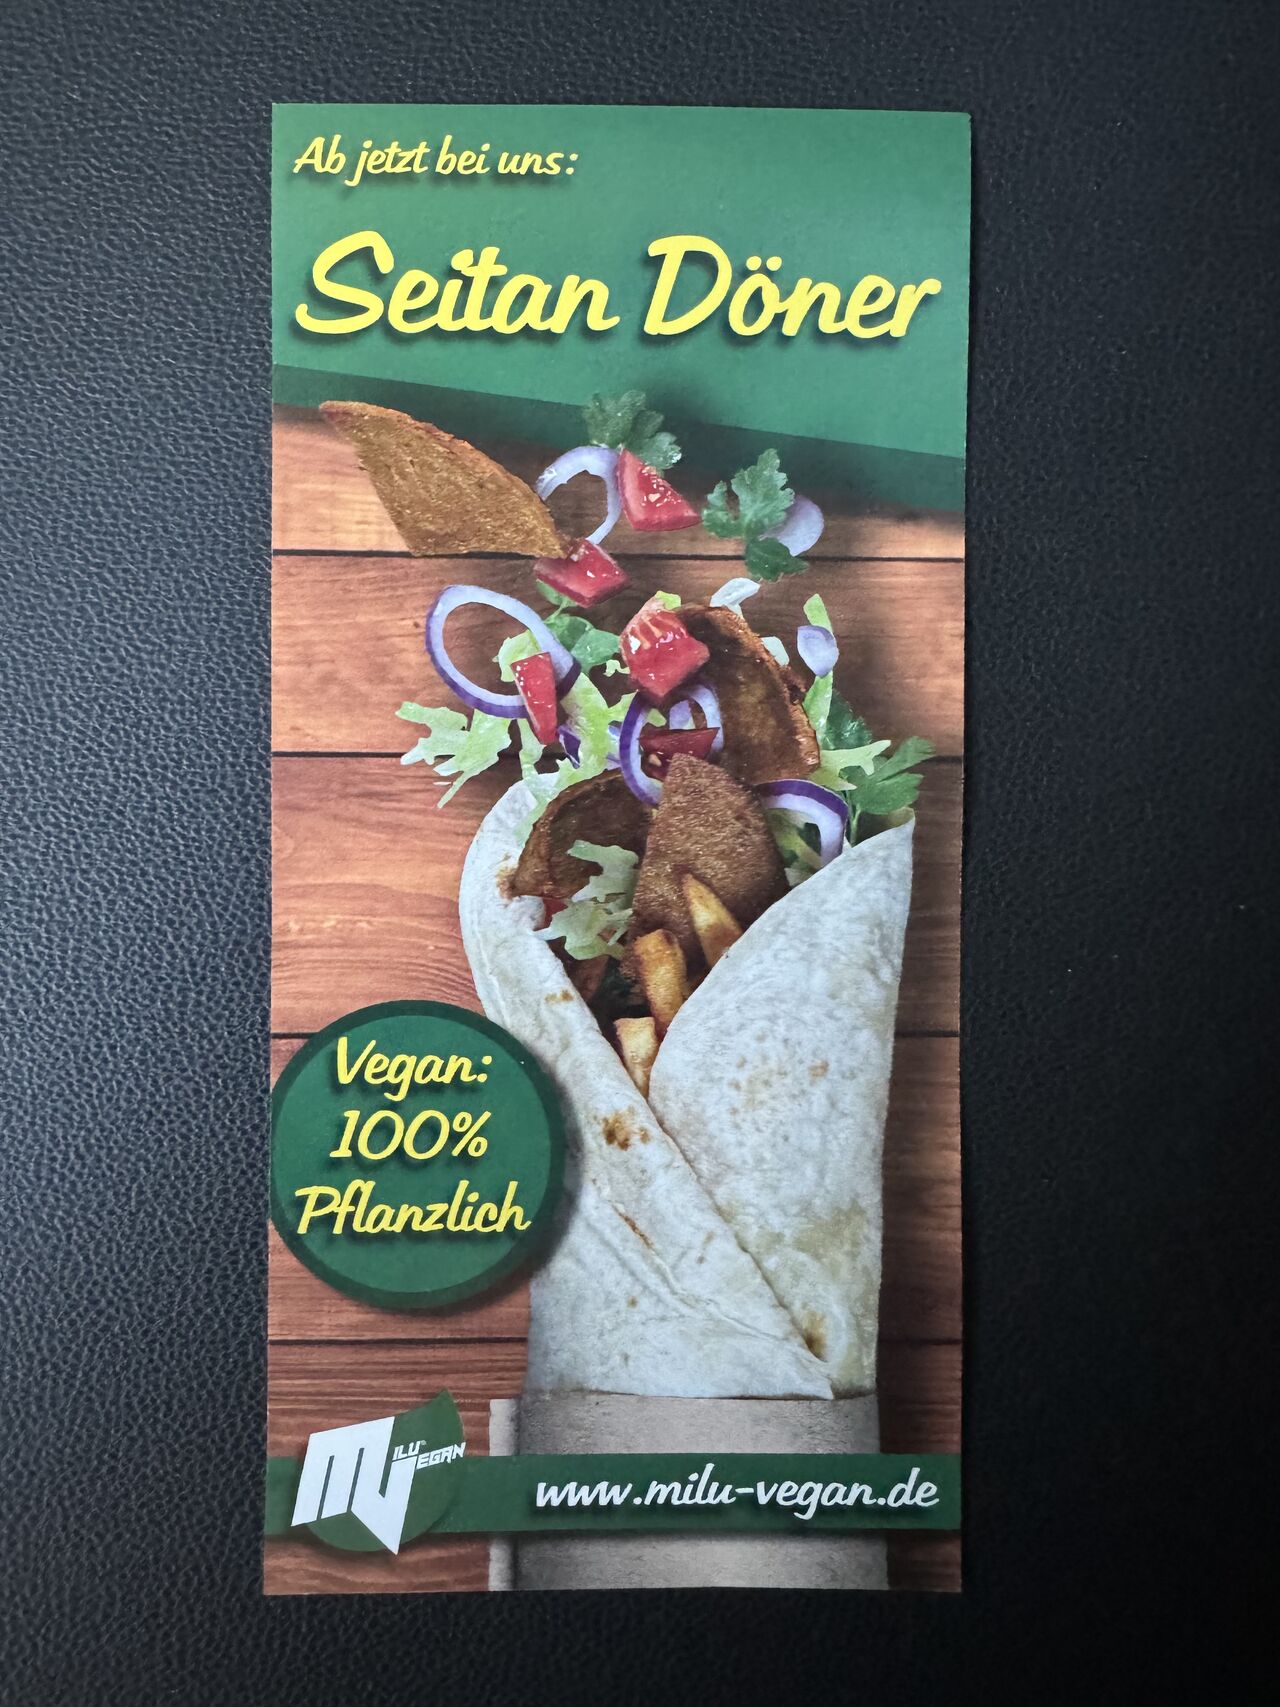 Ab jetzt bei uns:
Seitan Döner
Vegan:
100%
Pflanzlich
MILU®
VEGAN
www.milu-vegan.de